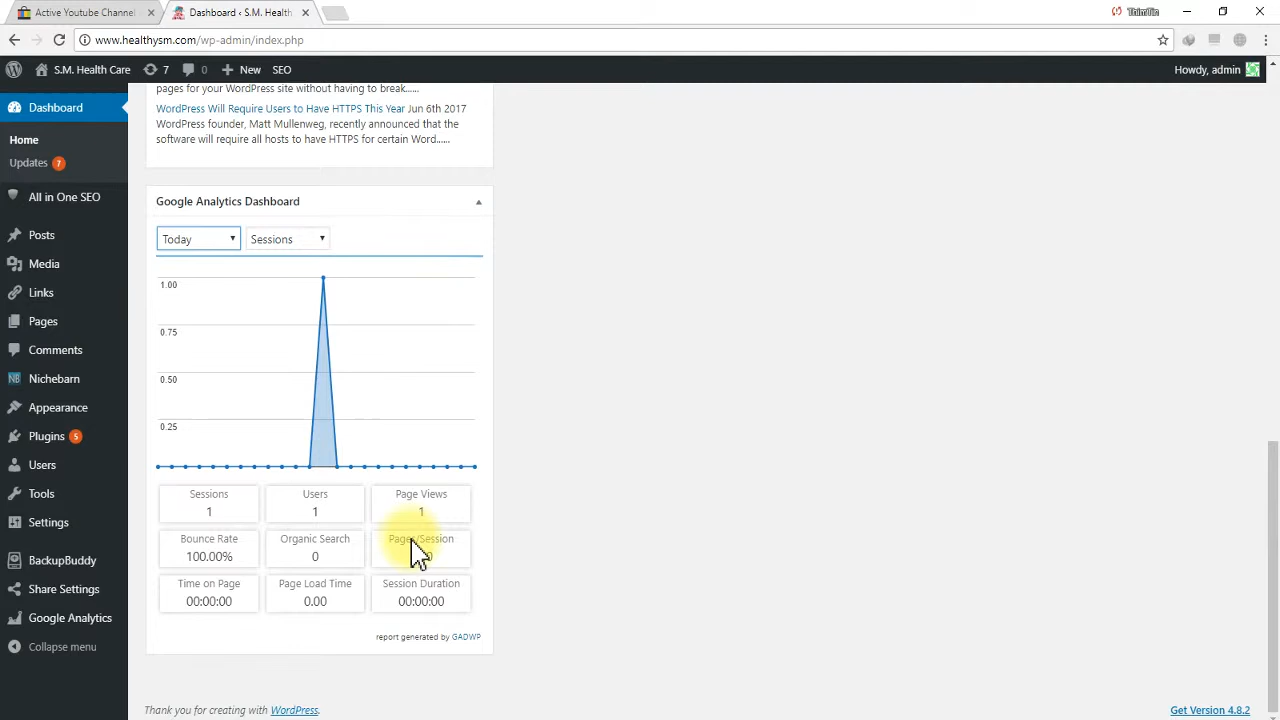 Active Youtube Channel
Dashboard ‹ S.M. Health
ThimTin
www.healthysm.com/wp-admin/index.php
S.M. Health Care
7
0
New
SEO
Howdy, admin
Dashboard
Home
Updates 7
All in One SEO
Posts
Media
Links
Pages
Comments
Nichebarn
Appearance
Plugins 5
Users
Tools
Settings
BackupBuddy
Share Settings
Google Analytics
Collapse menu
pages for your WordPress site without having to break……
WordPress Will Require Users to Have HTTPS This Year Jun 6th 2017
WordPress founder, Matt Mullenweg, recently announced that the
software will require all hosts to have HTTPS for certain Word……
Google Analytics Dashboard
Today
Sessions
1.00
0.75
0.50
0.25
Sessions
1
Users
1
Page Views
1
Bounce Rate
100.00%
Organic Search
0
Pages/Session
Time on Page
00:00:00
Page Load Time
0.00
Session Duration
00:00:00
report generated by GADWP
Thank you for creating with WordPress.
Get Version 4.8.2